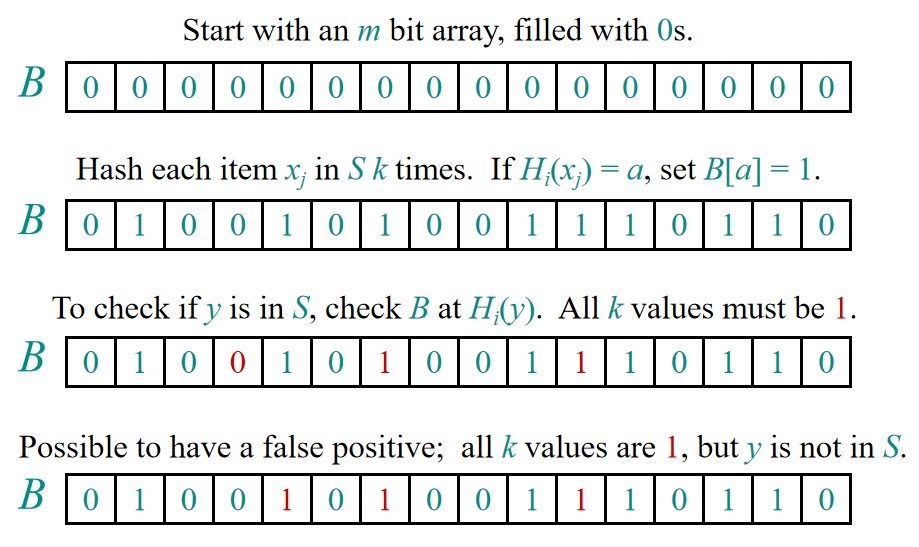 Start with an m bit array, filled with 0s.
B 0 0 0 0 0 0 0 0 0 0 0 0 0 0 0 0
Hash each item xj in S k times. If Hi(xj) = a, set B[a] = 1.
B 0 1 0 0 1 0 1 0 0 1 1 1 0 1 1 0
To check if y is in S, check B at Hi(y). All k values must be 1.
B 0 1 0 0 1 0 1 0 0 1 1 1 0 1 1 0
Possible to have a false positive; all k values are 1, but y is not in S.
B 0 1 0 0 1 0 1 0 0 1 1 1 0 1 1 0